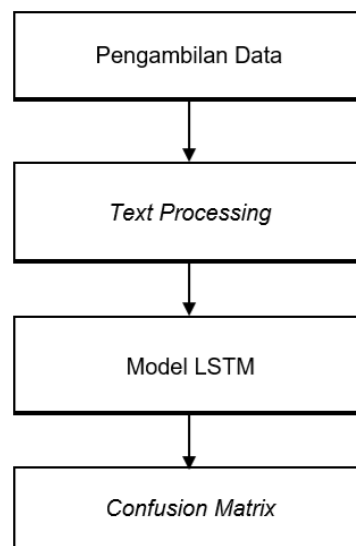 Pengambilan Data
Text Processing
Model LSTM
Confusion Matrix